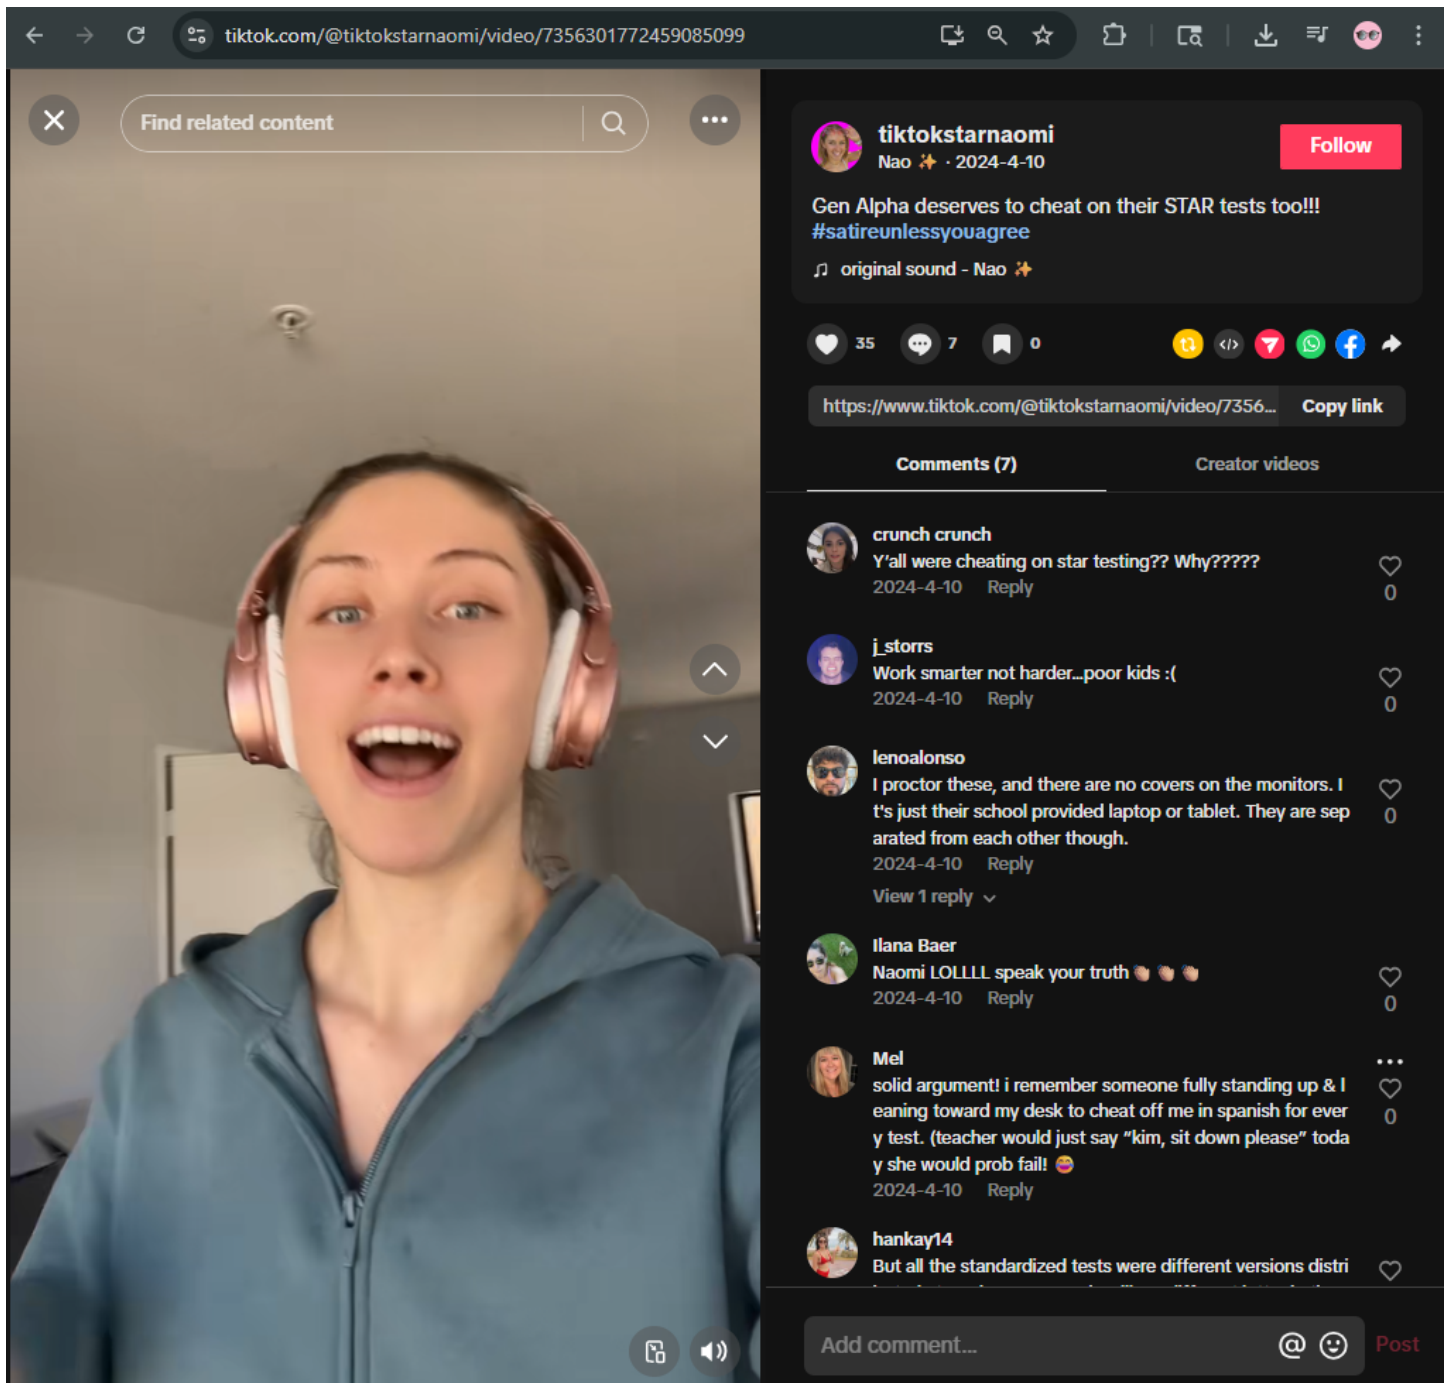 tiktok.com/@tiktokstarnaomi/video/7356301772459085099
Find related content
tiktokstarnaomi
Nao ✨ · 2024-4-10
Follow
Gen Alpha deserves to cheat on their STAR tests too!!!
#satireunlessyouagree
♫ original sound - Nao ✨
35
7
0
https://www.tiktok.com/@tiktokstarnaomi/video/7356...
Copy link
Comments (7)
Creator videos
crunch crunch
Y'all were cheating on star testing?? Why?????
2024-4-10 Reply
0
j_storrs
Work smarter not harder...poor kids :(
2024-4-10 Reply
0
lenoalonso
I proctor these, and there are no covers on the monitors. I
t's just their school provided laptop or tablet. They are sep
arated from each other though.
2024-4-10 Reply
0
View 1 reply
Ilana Baer
Naomi LOLLLL speak your truth 👏🏼 👏🏼 👏🏼
2024-4-10 Reply
0
Mel
solid argument! i remember someone fully standing up & l
eaning toward my desk to cheat off me in spanish for ever
y test. (teacher would just say “kim, sit down please” toda
y she would prob fail! 😂
2024-4-10 Reply
0
hankay14
But all the standardized tests were different versions distri
Add comment...
Post